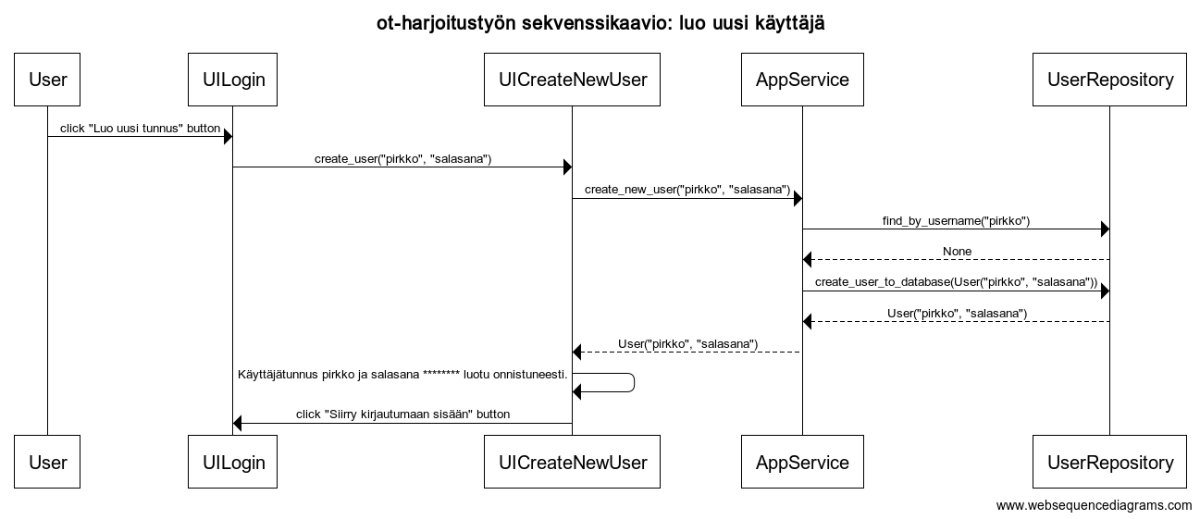 ot-harjoitustyön sekvenssikaavio: luo uusi käyttäjä
User
UILogin
UICreateNewUser
AppService
UserRepository
click "Luo uusi tunnus" button
create_user("pirkko", "salasana")
create_new_user("pirkko", "salasana")
find_by_username("pirkko")
None
create_user_to_database(User("pirkko", "salasana"))
User("pirkko", "salasana")
User("pirkko", "salasana")
Käyttäjätunnus pirkko ja salasana ******** luotu onnistuneesti.
click "Siirry kirjautumaan sisään" button
User
UILogin
UICreateNewUser
AppService
UserRepository
www.websequencediagrams.com